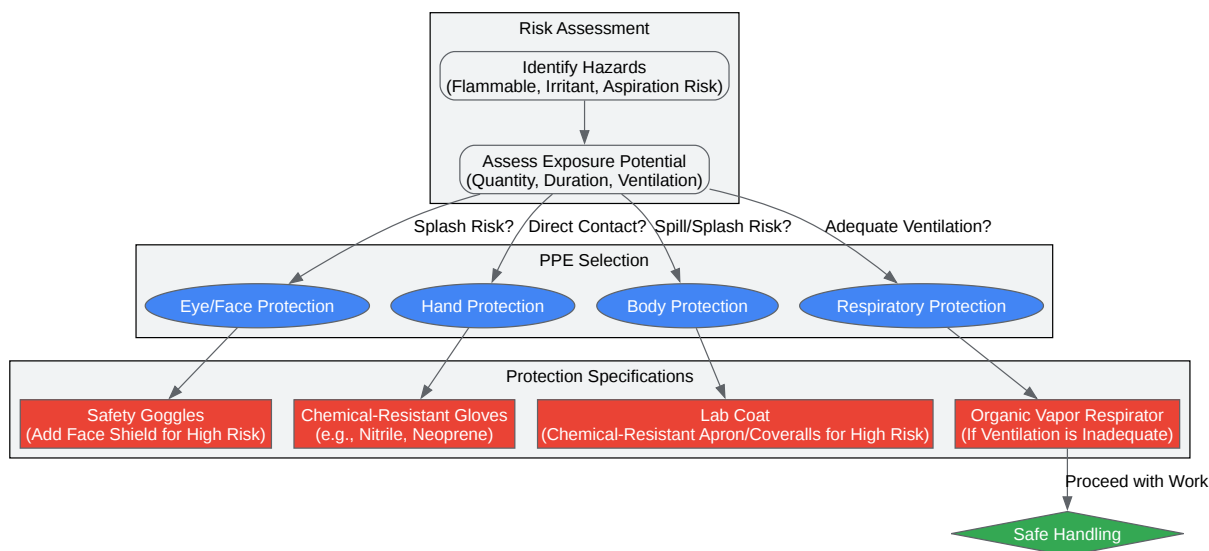 Risk Assessment
Identify Hazards
(Flammable, Irritant, Aspiration Risk)
Assess Exposure Potential
(Quantity, Duration, Ventilation)
Splash Risk?
Direct Contact?
Spill/Splash Risk?
Adequate Ventilation?
PPE Selection
Eye/Face Protection
Hand Protection
Body Protection
Respiratory Protection
Protection Specifications
Safety Goggles
(Add Face Shield for High Risk)
Chemical-Resistant Gloves
(e.g., Nitrile, Neoprene)
Lab Coat
(Chemical-Resistant Apron/Coveralls for High Risk)
Organic Vapor Respirator
(If Ventilation is Inadequate)
Proceed with Work
Safe Handling